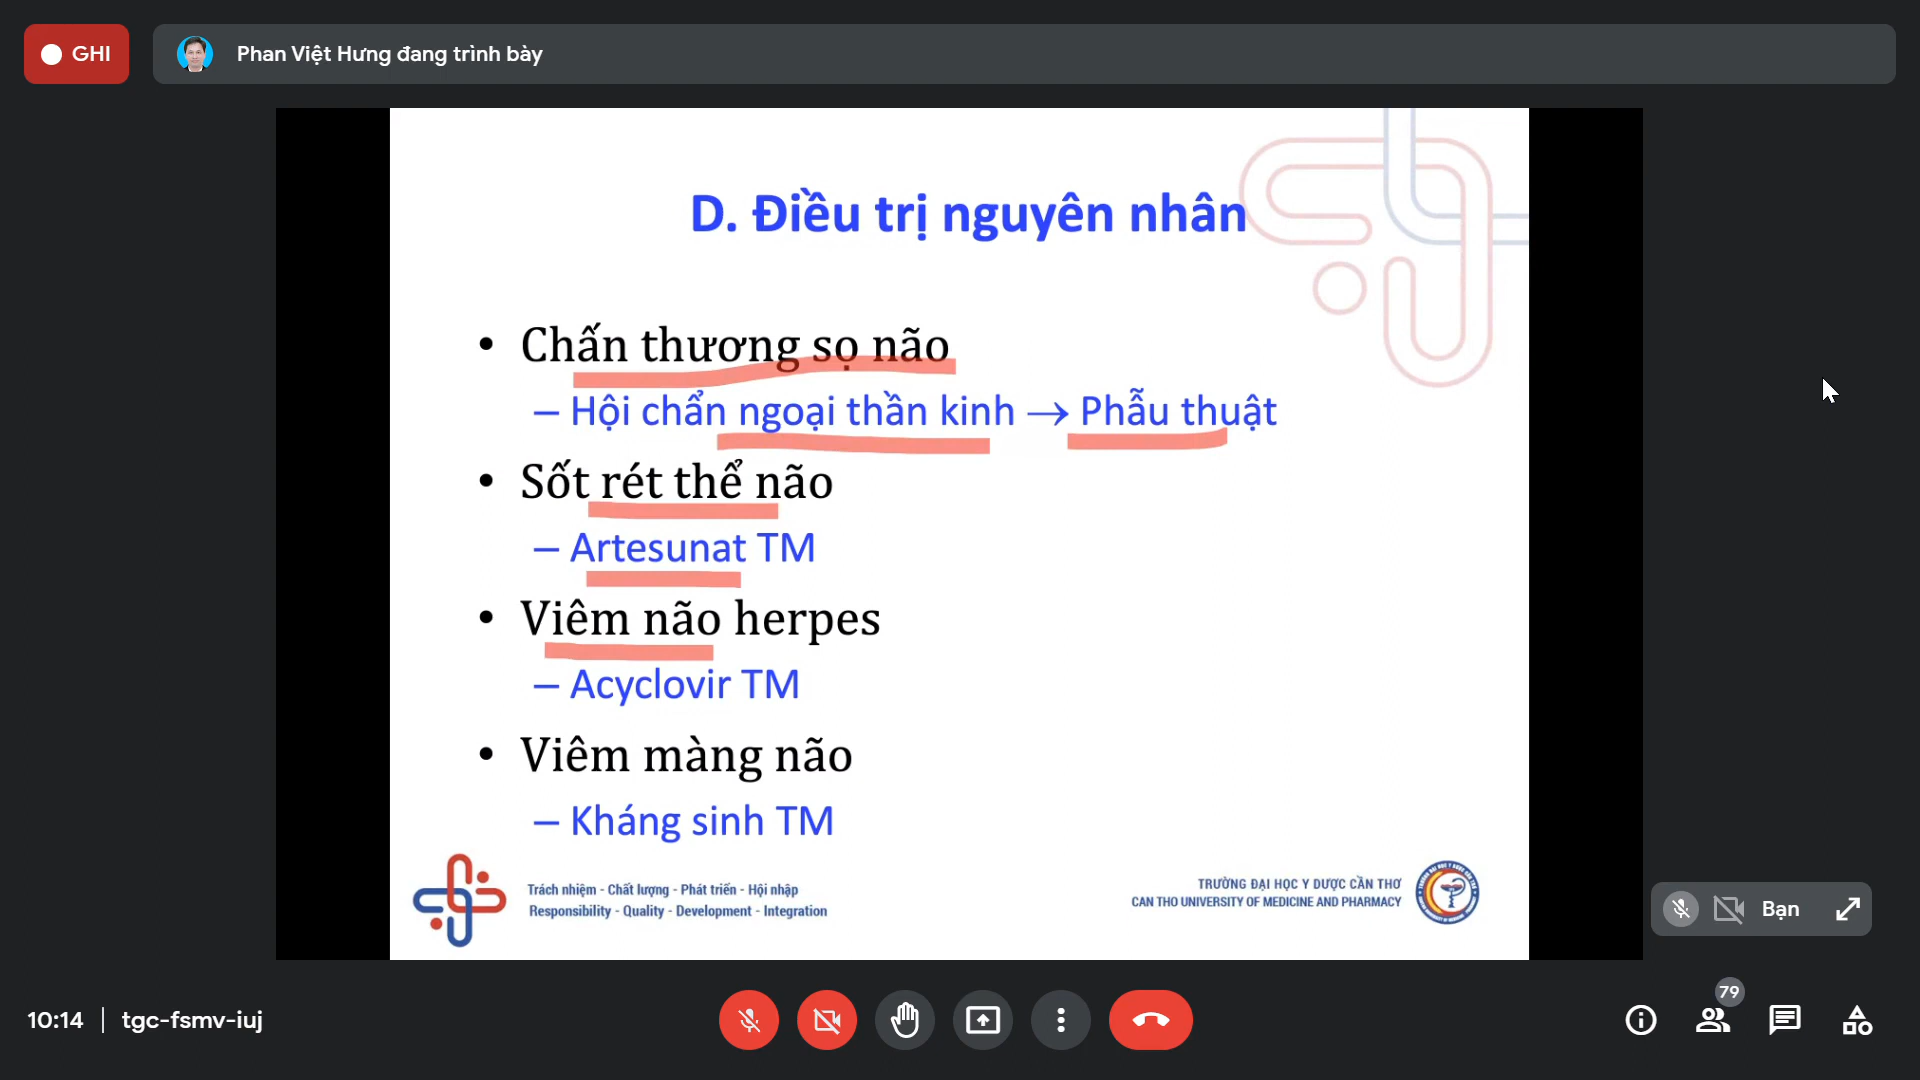 GHI
Phan Việt Hưng đang trình bày
D. Điều trị nguyên nhân
• Chấn thương sọ não
– Hội chẩn ngoại thần kinh → Phẫu thuật
• Sốt rét thể não
– Artesunat TM
• Viêm não herpes
– Acyclovir TM
• Viêm màng não
– Kháng sinh TM
Trách nhiệm - Chất lượng - Phát triển - Hội nhập
Responsibility - Quality - Development - Integration
TRƯỜNG ĐẠI HỌC Y DƯỢC CẦN THƠ
CAN THO UNIVERSITY OF MEDICINE AND PHARMACY
Bạn
10:14 | tgc-fsmv-iuj
79